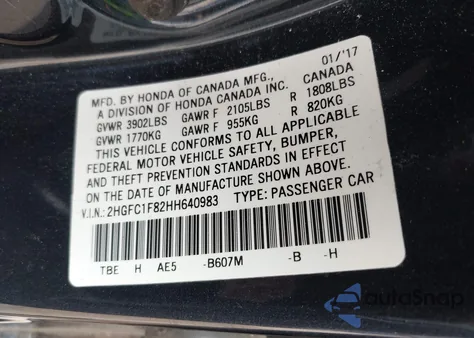 01/'17
MFD. BY HONDA OF CANADA MFG., CANADA
A DIVISION OF HONDA CANADA INC.
GVWR 3902LBS GAWR F 2105LBS R 1808LBS
GVWR 1770KG GAWR F 955KG R 820KG
THIS VEHICLE CONFORMS TO ALL APPLICABLE
FEDERAL MOTOR VEHICLE SAFETY, BUMPER,
AND THEFT PREVENTION STANDARDS IN EFFECT
ON THE DATE OF MANUFACTURE SHOWN ABOVE.
V.I.N.: 2HGFC1F82HH640983 TYPE: PASSENGER CAR
TBE H AE5 -B607M -B -H
autoSnap